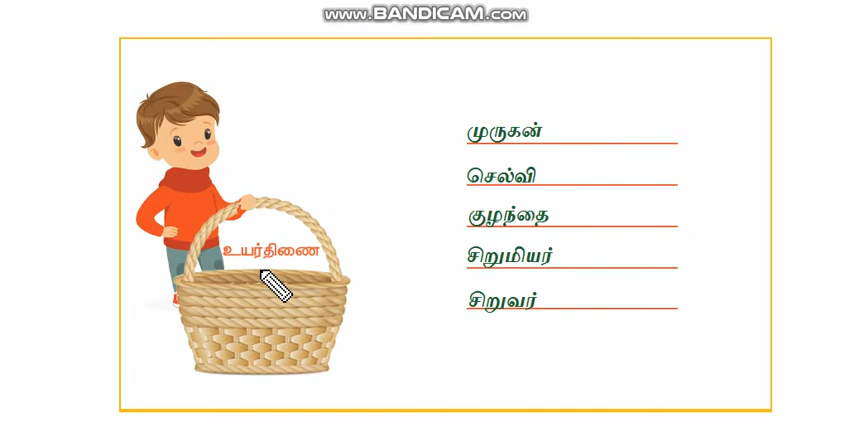 www.BANDICAM.com
முருகன்
செல்வி
குழந்தை
உயர்திணை
சிறுமியர்
சிறுவர்